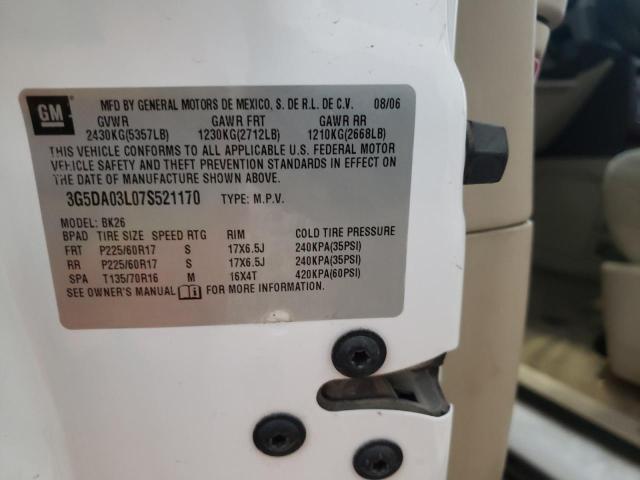 GM
MFD BY GENERAL MOTORS DE MEXICO, S. DE R.L. DE C.V. 08/06
GVWR GAWR FRT GAWR RR
2430KG(5357LB) 1230KG(2712LB) 1210KG(2668LB)
THIS VEHICLE CONFORMS TO ALL APPLICABLE U.S. FEDERAL MOTOR
VEHICLE SAFETY AND THEFT PREVENTION STANDARDS IN EFFECT ON
THE DATE OF MANUFACTURE SHOWN ABOVE.
3G5DA03L07S521170 TYPE: M.P.V.
MODEL: BK26
BPAD TIRE SIZE SPEED RTG RIM COLD TIRE PRESSURE
FRT P225/60R17 S 17X6.5J 240KPA(35PSI)
RR P225/60R17 S 17X6.5J 240KPA(35PSI)
SPA T135/70R16 M 16X4T 420KPA(60PSI)
SEE OWNER'S MANUAL FOR MORE INFORMATION.